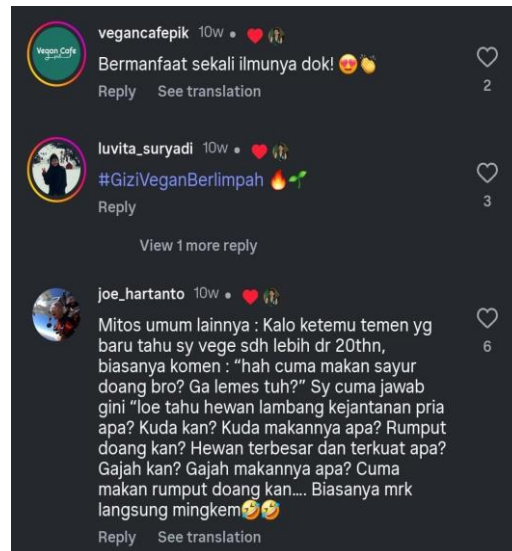 Vegan Cafe
vegancafepik 10w
Bermanfaat sekali ilmunya dok! 😍👏
2
Reply See translation
luvita_suryadi 10w
#GiziVeganBerlimpah 🔥🌱
3
Reply
View 1 more reply
joe_hartanto 10w
Mitos umum lainnya : Kalo ketemu temen yg
baru tahu sy vege sdh lebih dr 20thn,
6
biasanya komen : “hah cuma makan sayur
doang bro? Ga lemes tuh?” Sy cuma jawab
gini “loe tahu hewan lambang kejantanan pria
apa? Kuda kan? Kuda makannya apa? Rumput
doang kan? Hewan terbesar dan terkuat apa?
Gajah kan? Gajah makannya apa? Cuma
makan rumput doang kan.... Biasanya mrk
langsung mingkem🤣🤣
Reply See translation